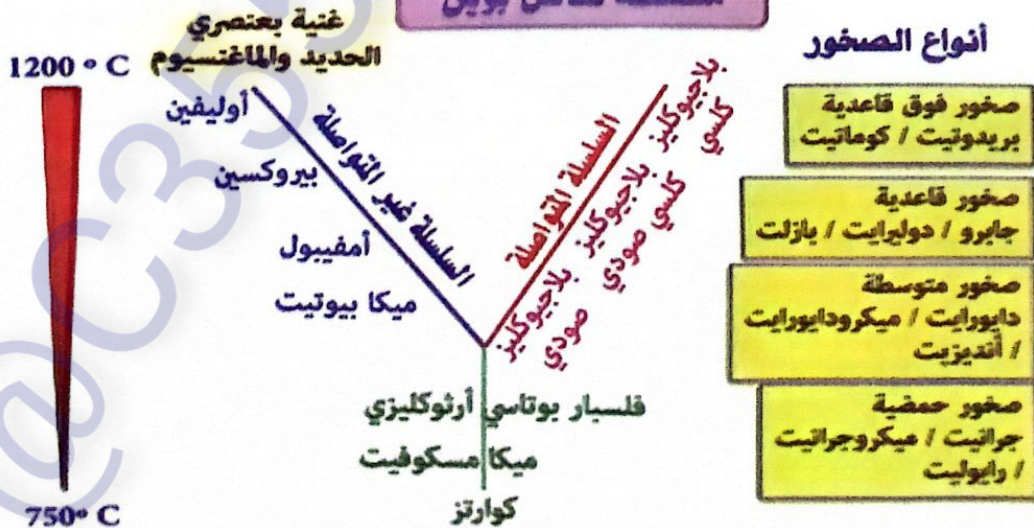 غنية بعنصري
الحديد والماغنسيوم
1200 ° C
أوليفين
بيروكسين
أمفيبول
ميكا بيوتيت
السلسلة غير المتواصلة
السلسلة المتواصلة
بلاجيوكليز
كلسي
بلاجيوكليز
كلسي صودي
بلاجيوكليز
صودي
فلسبار بوتاسي أرثوكليزي
ميكا مسكوفيت
كوارتز
750° C
أنواع الصخور
صخور فوق قاعدية
بريدوتيت / كوماتيت
صخور قاعدية
جابرو / دوليرايت / بازلت
صخور متوسطة
دايورايت / ميكرودايورايت
/ أنديزيت
صخور حمضية
جرانيت / ميكروجرانيت
/ رايوليت